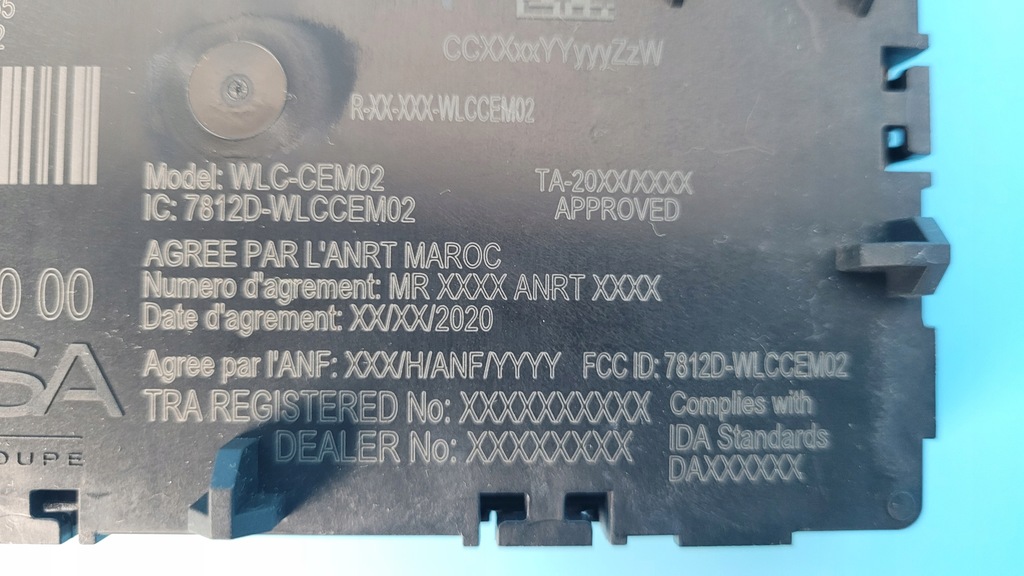 CCXXxxYYyyyZzW
R-XX-XXX-WLCCEM02
Model: WLC-CEM02
IC: 7812D-WLCCEM02
TA-20XX/XXXX
APPROVED
AGREE PAR L'ANRT MAROC
Numero d'agrement: MR XXXX ANRT XXXX
Date d'agrement: XX/XX/2020
0 00
Agree par l'ANF: XXX/H/ANF/YYYY
FCC ID: 7812D-WLCCEM02
SA
OUPE
TRA REGISTERED No: XXXXXXXXXX
DEALER No: XXXXXXXX
Complies with
IDA Standards
DAXXXXXX